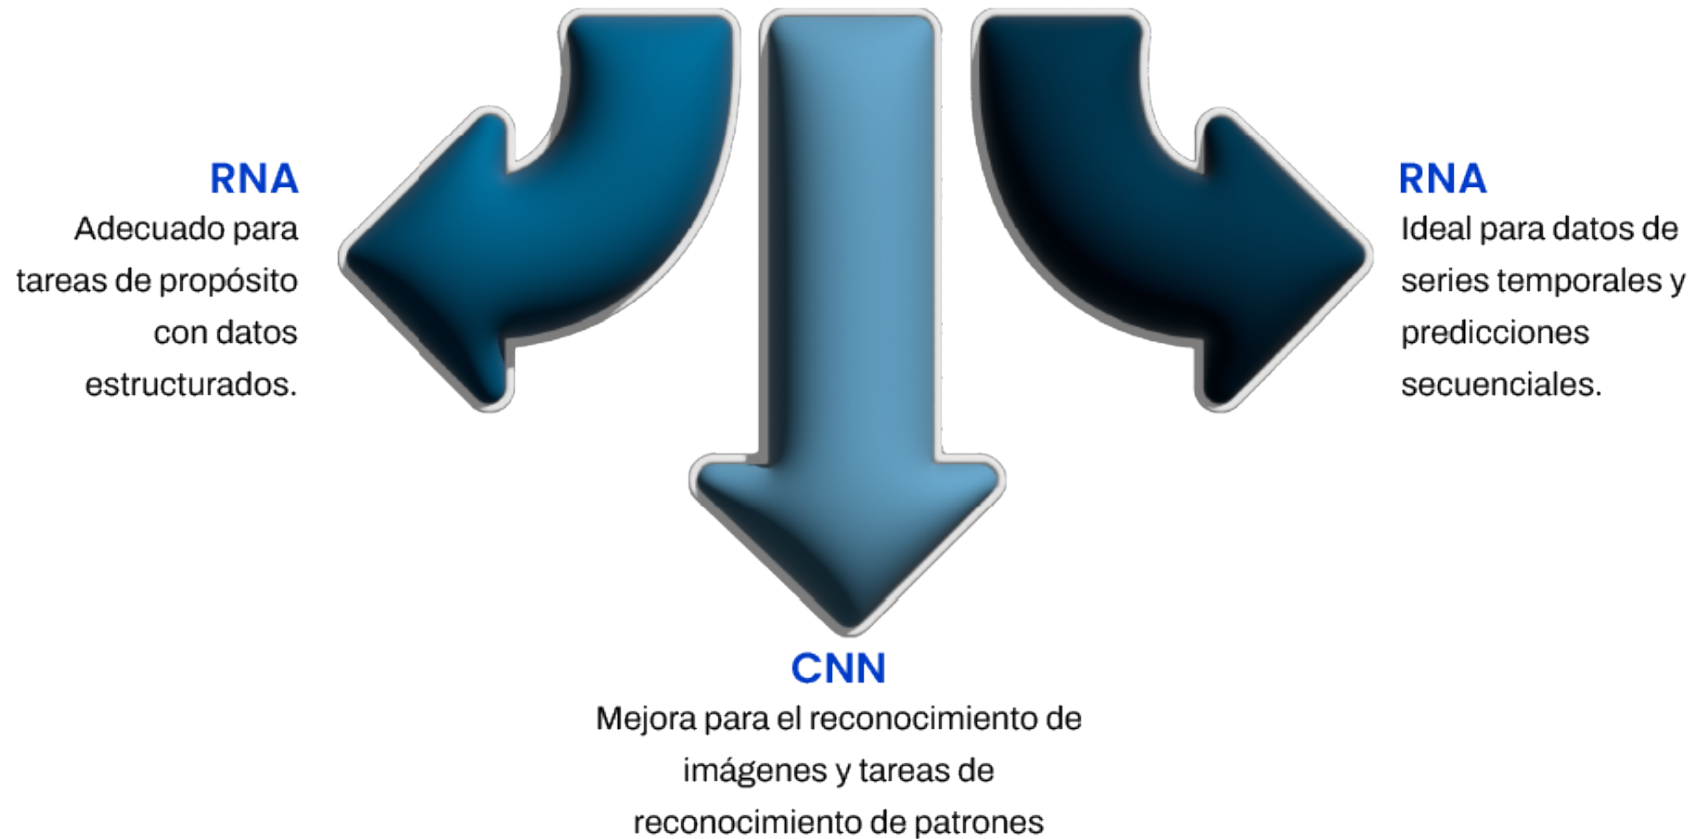 RNA
Adecuado para
tareas de propósito
con datos
estructurados.
RNA
Ideal para datos de
series temporales y
predicciones
secuenciales.
CNN
Mejora para el reconocimiento de
imágenes y tareas de
reconocimiento de patrones